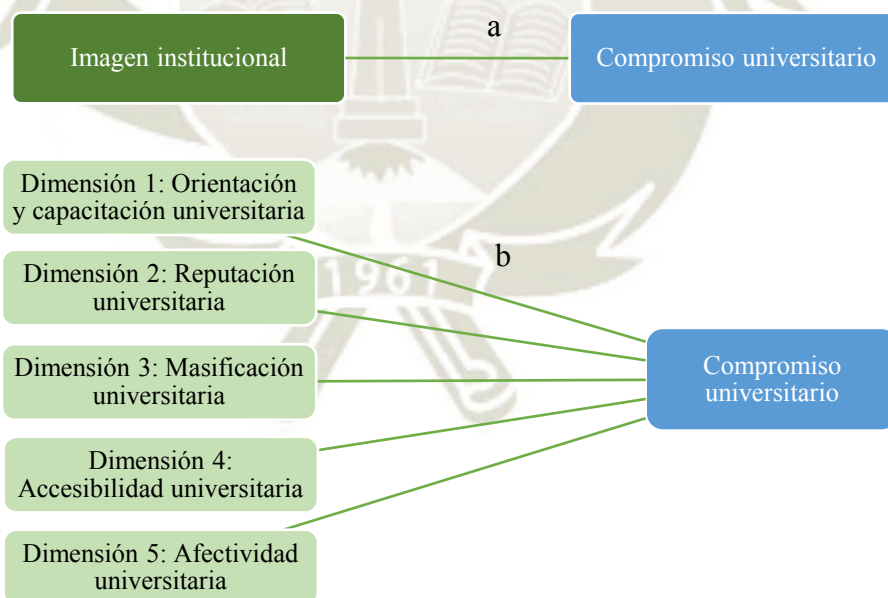 a
Imagen institucional
Compromiso universitario
Dimensión 1: Orientación
y capacitación universitaria
b
Dimensión 2: Reputación
universitaria
1961
Dimensión 3: Masificación
universitaria
Compromiso
universitario
Dimensión 4:
Accesibilidad universitaria
Dimensión 5: Afectividad
universitaria